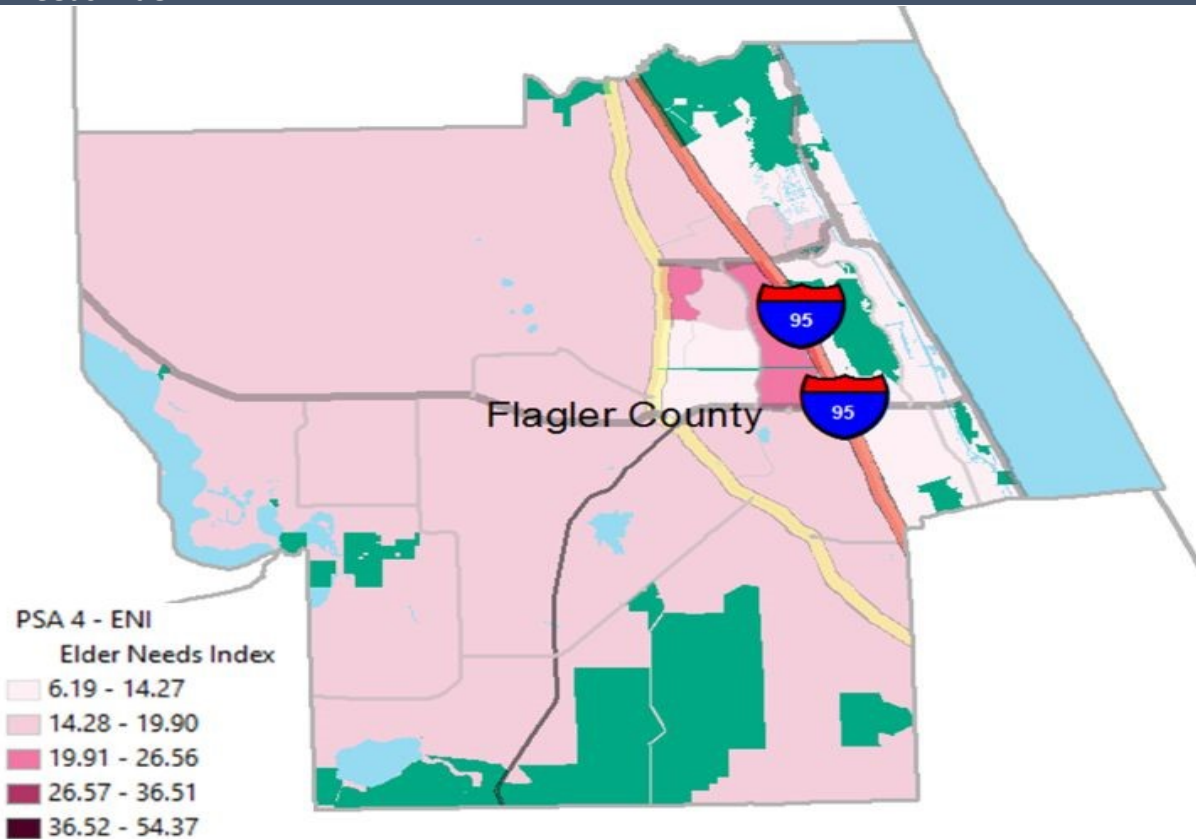 95
95
Flagler County
PSA 4 - ENI
Elder Needs Index
6.19 - 14.27
14.28 - 19.90
19.91 - 26.56
26.57 - 36.51
36.52 - 54.37